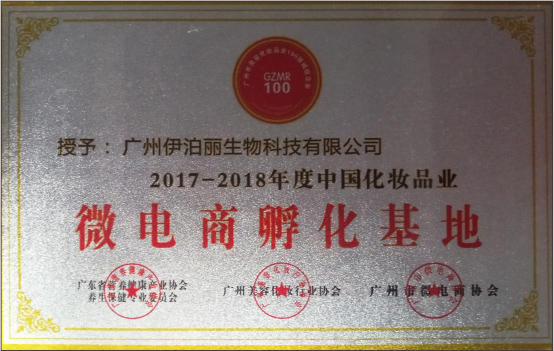 GZMR
100
授予：广州伊泊丽生物科技有限公司
2017-2018年度中国化妆品业
微电商孵化基地
广东省营养健康产业协会
养生保健专业委员会
广州美容化妆行业协会
广州市微电商协会